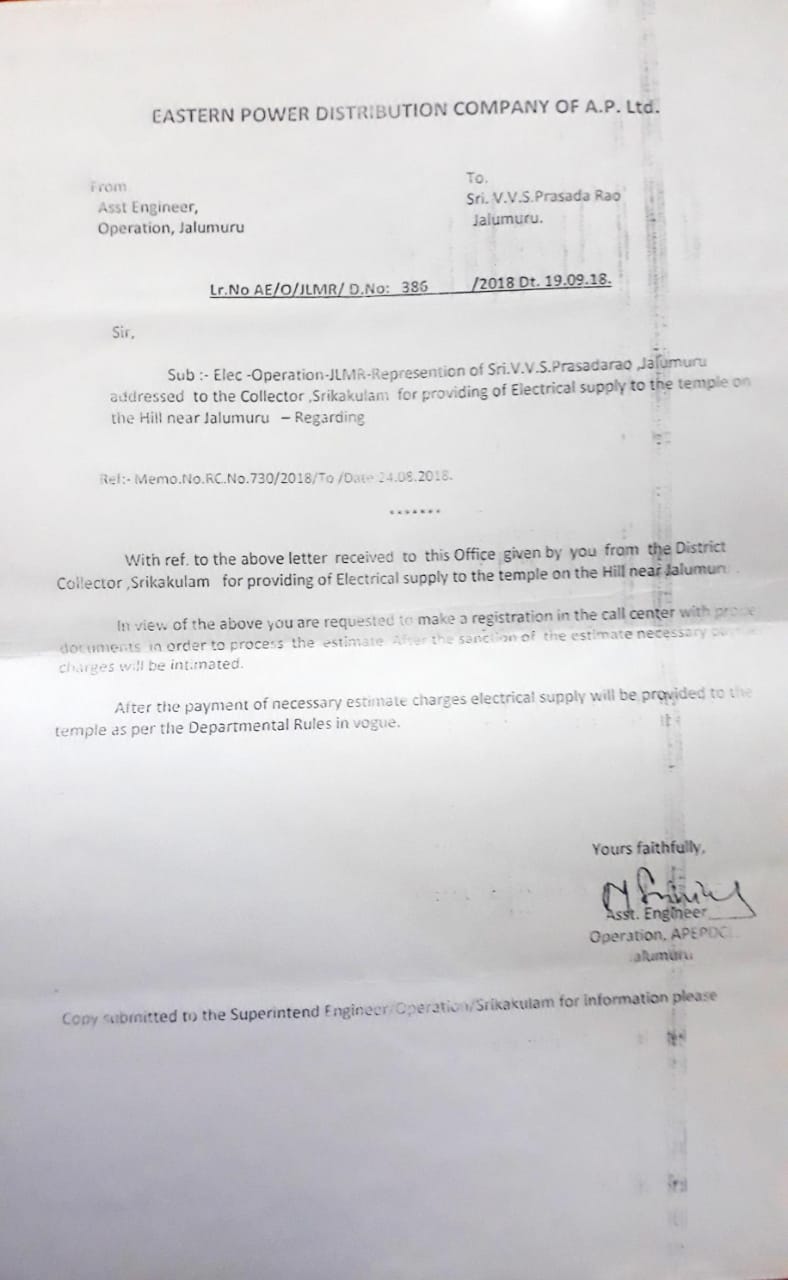 EASTERN POWER DISTRIBUTION COMPANY OF A.P. Ltd.
From
Asst Engineer,
Operation, Jalumuru
To.
Sri. V.V.S.Prasada Rao
Jalumuru.
Lr.No AE/O/JLMR/ D.No: 386 /2018 Dt. 19.09.18.
Sir,
Sub :- Elec -Operation-JLMR-Represention of Sri.V.V.S.Prasadarao ,Jalumuru
addressed to the Collector ,Srikakulam for providing of Electrical supply to the temple on
the Hill near Jalumuru – Regarding
Ref:- Memo.No.RC.No.730/2018/To /Date 24.08.2018.
*******
With ref. to the above letter received to this Office given by you from the District
Collector ,Srikakulam for providing of Electrical supply to the temple on the Hill near Jalumuru.
In view of the above you are requested to make a registration in the call center with
documents in order to process the estimate. After the sanction of the estimate necessary
charges will be intimated.
After the payment of necessary estimate charges electrical supply will be provided to the
temple as per the Departmental Rules in vogue.
Yours faithfully,
Asst. Engineer
Operation, APEPDCL
Jalumuru
Copy submitted to the Superintend Engineer/Operation/Srikakulam for information please